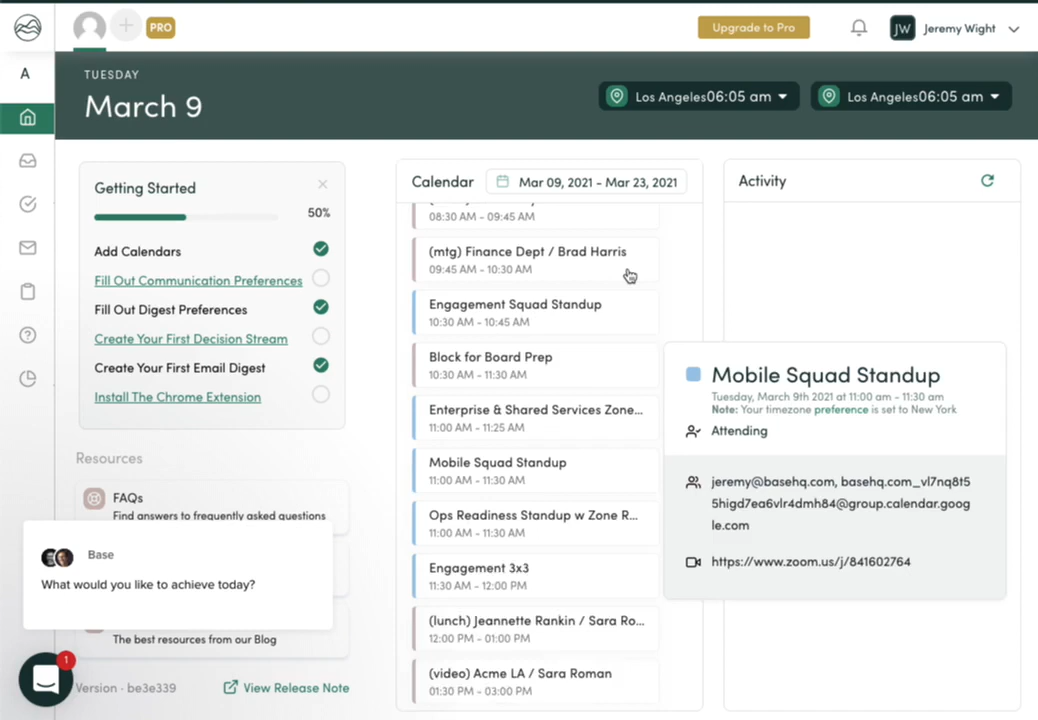 PRO
Upgrade to Pro
JW
Jeremy Wight
A
TUESDAY
March 9
Los Angeles06:05 am
Los Angeles06:05 am
Getting Started
50%
Add Calendars
Fill Out Communication Preferences
Fill Out Digest Preferences
Create Your First Decision Stream
Create Your First Email Digest
Install The Chrome Extension
Resources
FAQs
Find answers to frequently asked questions
Base
What would you like to achieve today?
The best resources from our Blog
1
Version - be3e339
View Release Note
Calendar
Mar 09, 2021 - Mar 23, 2021
08:30 AM - 09:45 AM
(mtg) Finance Dept / Brad Harris
09:45 AM - 10:30 AM
Engagement Squad Standup
10:30 AM - 10:45 AM
Block for Board Prep
10:30 AM - 11:30 AM
Enterprise & Shared Services Zone...
11:00 AM - 11:25 AM
Mobile Squad Standup
11:00 AM - 11:30 AM
Ops Readiness Standup w Zone R...
11:00 AM - 11:30 AM
Engagement 3x3
11:30 AM - 12:00 PM
(lunch) Jeannette Rankin / Sara Ro...
12:00 PM - 01:00 PM
(video) Acme LA / Sara Roman
01:30 PM - 03:00 PM
Activity
Mobile Squad Standup
Tuesday, March 9th 2021 at 11:00 am - 11:30 am
Note: Your timezone preference is set to New York
Attending
jeremy@basehq.com, basehq.com_vl7nq8t5
5higd7ea6vlr4dmh84@group.calendar.goog
le.com
https://www.zoom.us/j/841602764